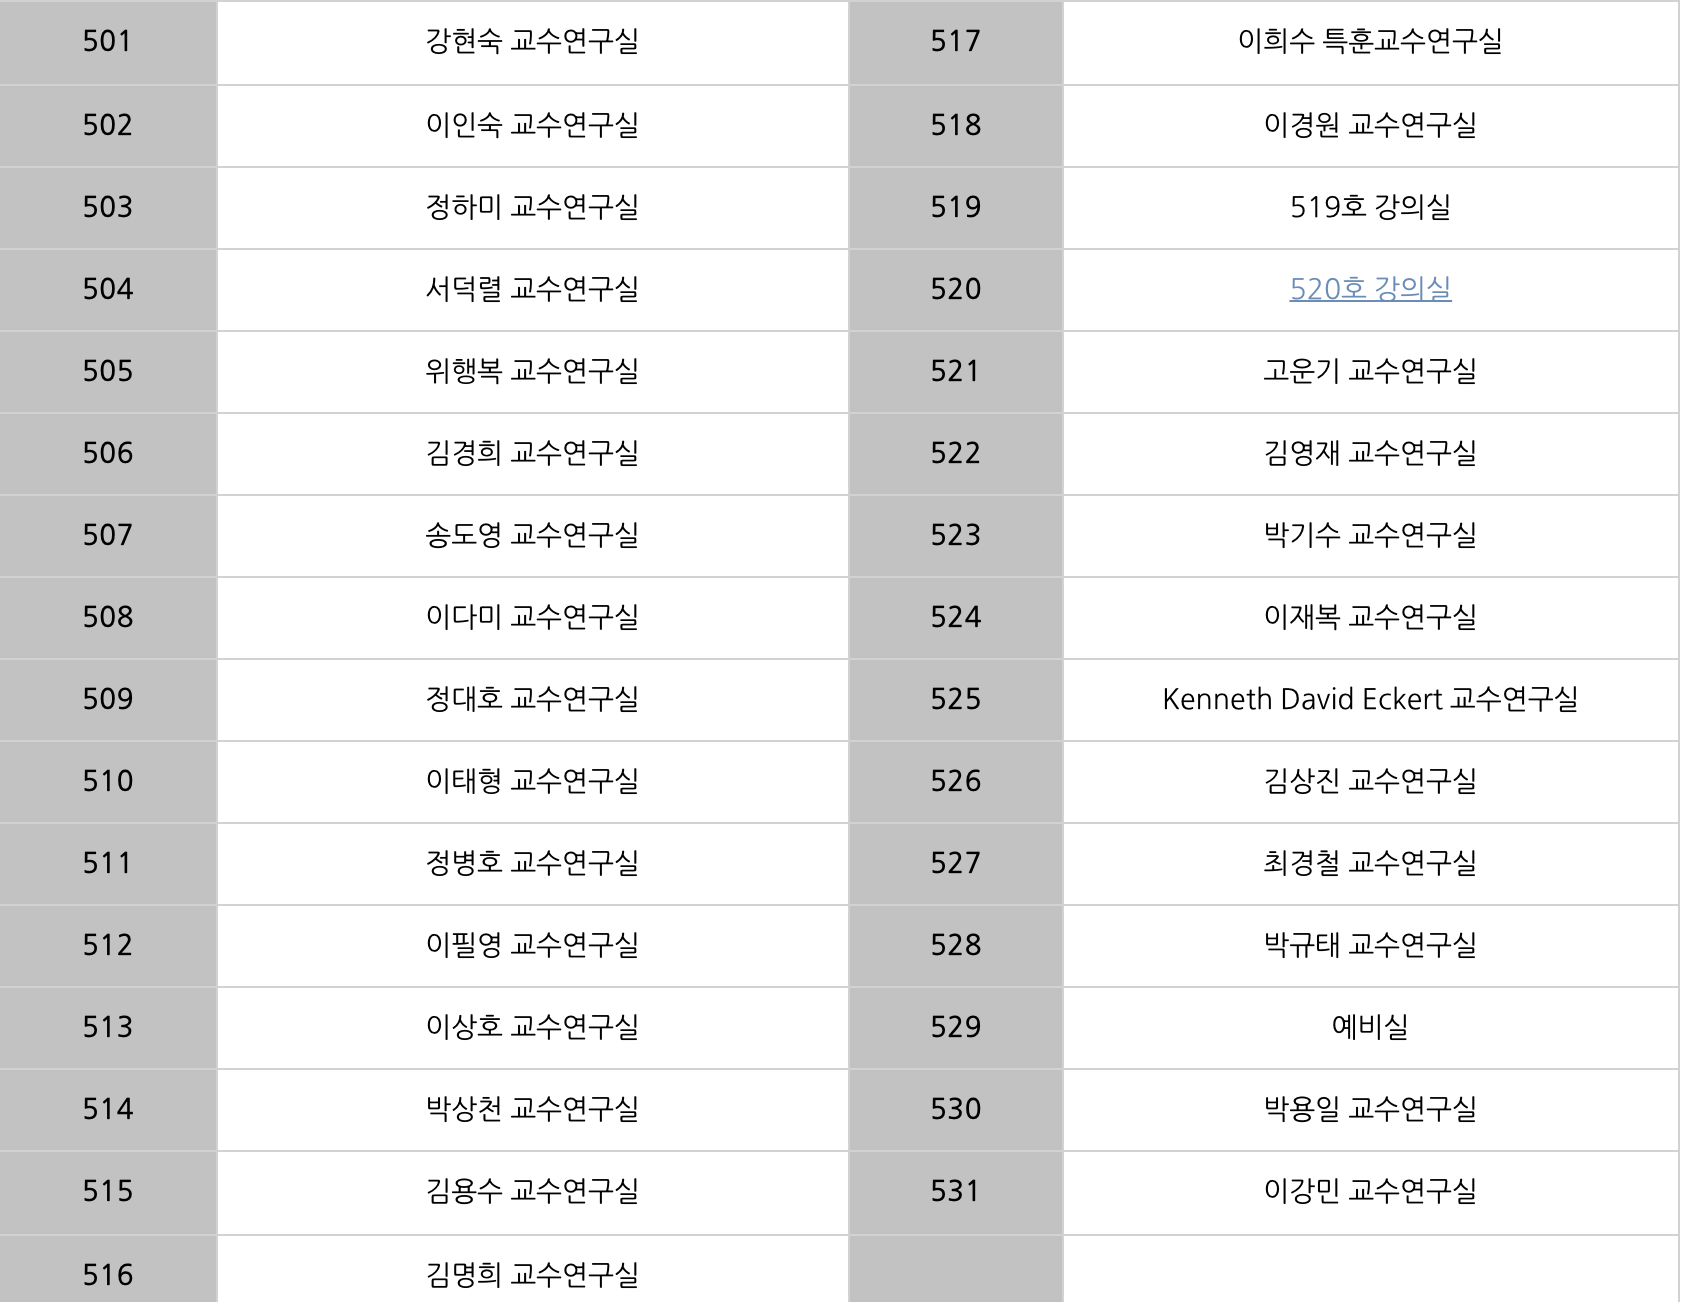 501 강현숙 교수연구실 517 이희수 특훈교수연구실
502 이인숙 교수연구실 518 이경원 교수연구실
503 정하미 교수연구실 519 519호 강의실
504 서덕렬 교수연구실 520 520호 강의실
505 위행복 교수연구실 521 고운기 교수연구실
506 김경희 교수연구실 522 김영재 교수연구실
507 송도영 교수연구실 523 박기수 교수연구실
508 이다미 교수연구실 524 이재복 교수연구실
509 정대호 교수연구실 525 Kenneth David Eckert 교수연구실
510 이태형 교수연구실 526 김상진 교수연구실
511 정병호 교수연구실 527 최경철 교수연구실
512 이필영 교수연구실 528 박규태 교수연구실
513 이상호 교수연구실 529 예비실
514 박상천 교수연구실 530 박용일 교수연구실
515 김용수 교수연구실 531 이강민 교수연구실
516 김명희 교수연구실